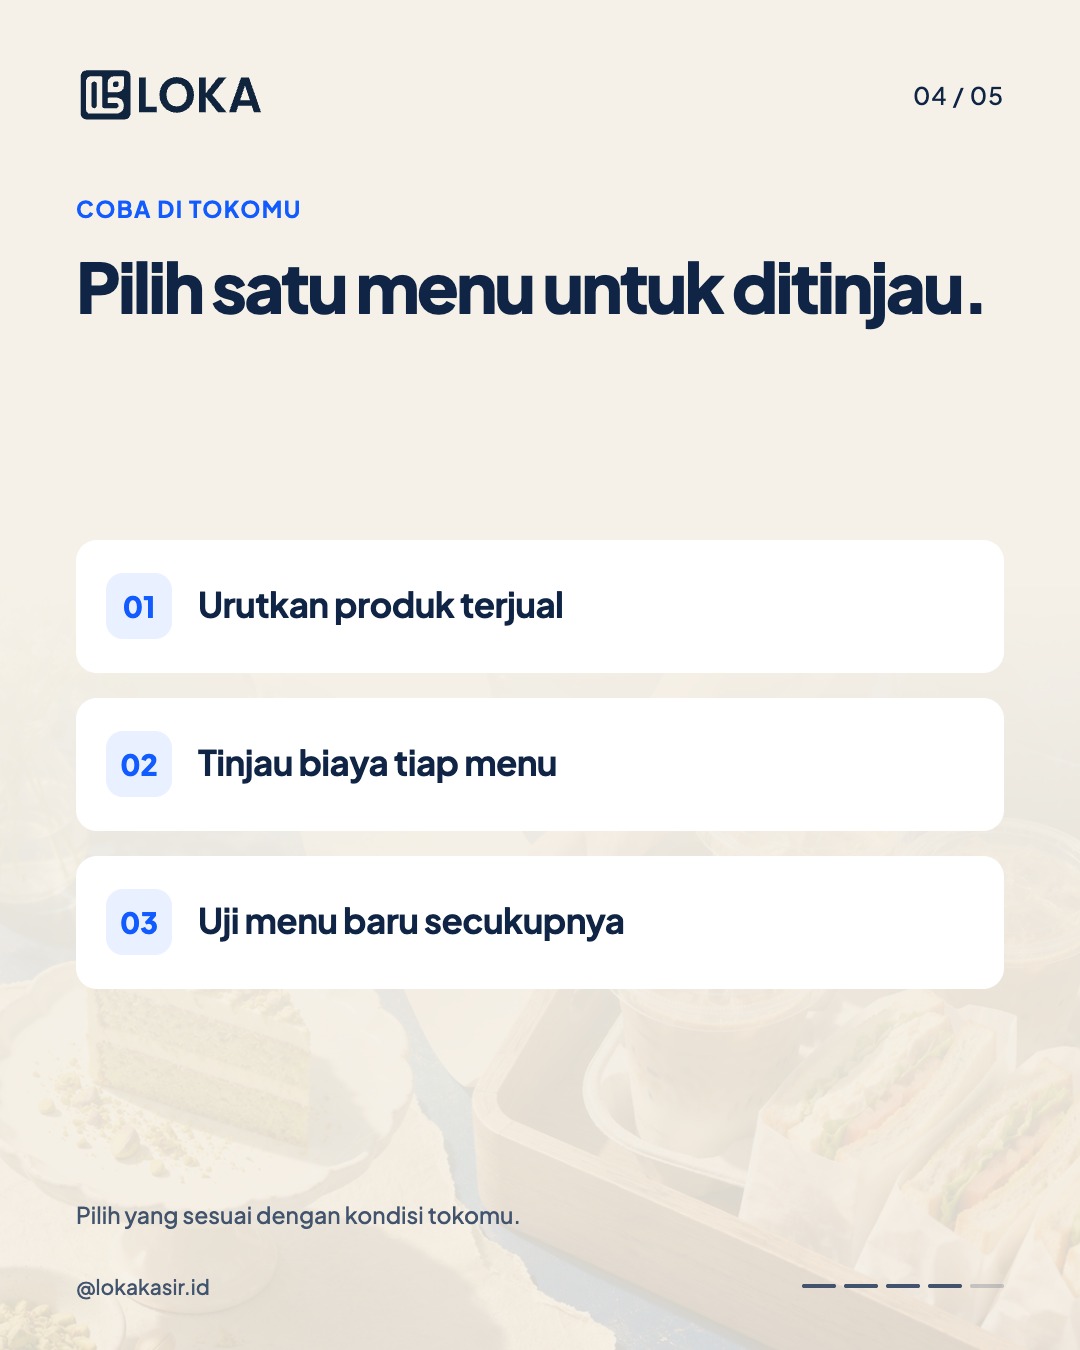 LOKA
04 / 05
COBA DI TOKOMU
Pilih satu menu untuk ditinjau.
01 Urutkan produk terjual
02 Tinjau biaya tiap menu
03 Uji menu baru secukupnya
Pilih yang sesuai dengan kondisi tokomu.
@lokakasir.id